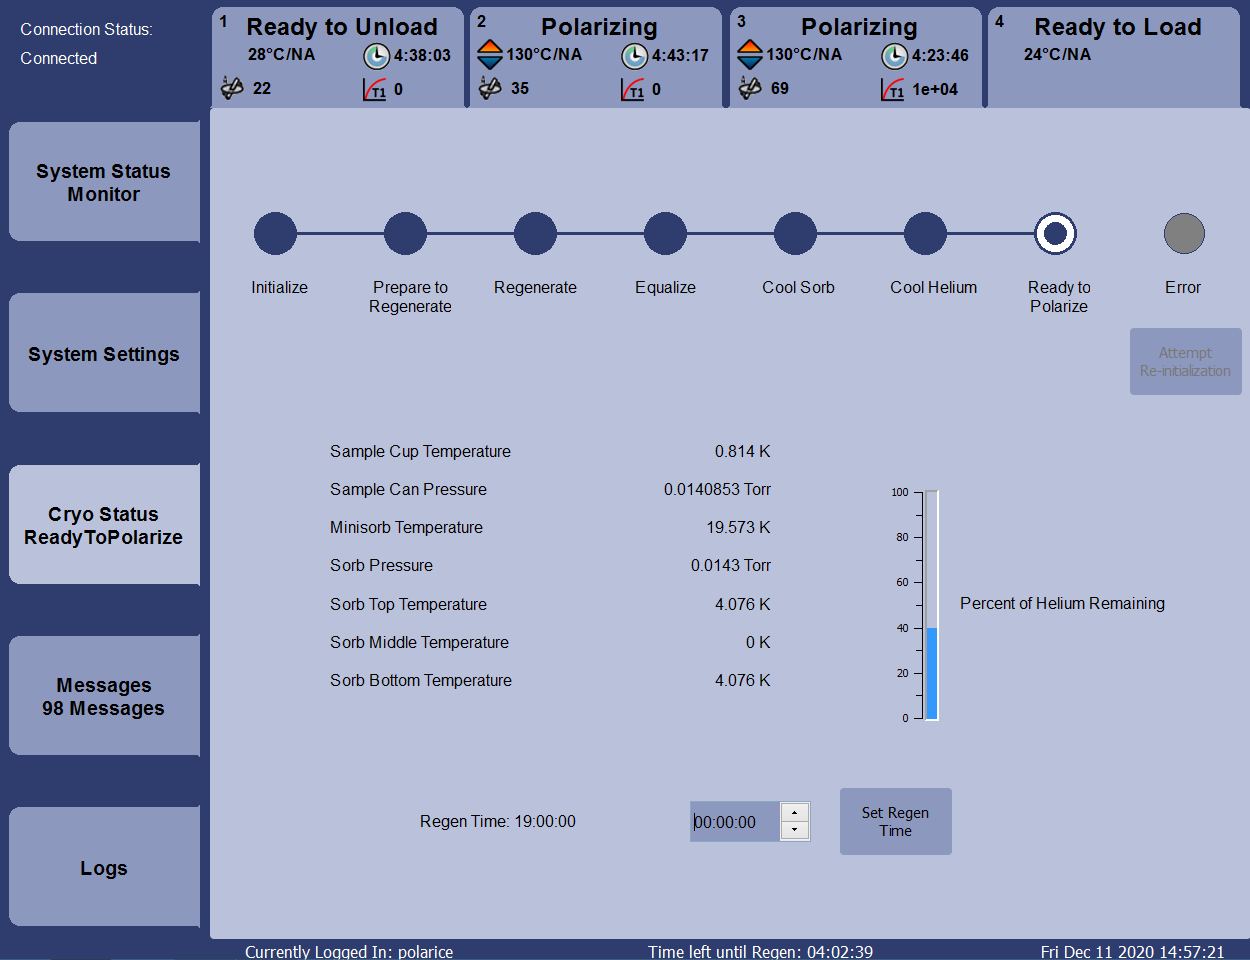 Connection Status:
Connected
1 Ready to Unload
28°C/NA 4:38:03
22 T1 0
2 Polarizing
130°C/NA 4:43:17
35 T1 0
3 Polarizing
130°C/NA 4:23:46
69 T1 1e+04
4 Ready to Load
24°C/NA
System Status
Monitor
System Settings
Cryo Status
ReadyToPolarize
Messages
98 Messages
Logs
Initialize
Prepare to
Regenerate
Regenerate
Equalize
Cool Sorb
Cool Helium
Ready to
Polarize
Error
Attempt
Re-initialization
Sample Cup Temperature 0.814 K
Sample Can Pressure 0.0140853 Torr
Minisorb Temperature 19.573 K
Sorb Pressure 0.0143 Torr
Sorb Top Temperature 4.076 K
Sorb Middle Temperature 0 K
Sorb Bottom Temperature 4.076 K
100
80
60
40
20
0
Percent of Helium Remaining
Regen Time: 19:00:00
00:00:00
Set Regen
Time
Currently Logged In: polarice
Time left until Regen: 04:02:39
Fri Dec 11 2020 14:57:21